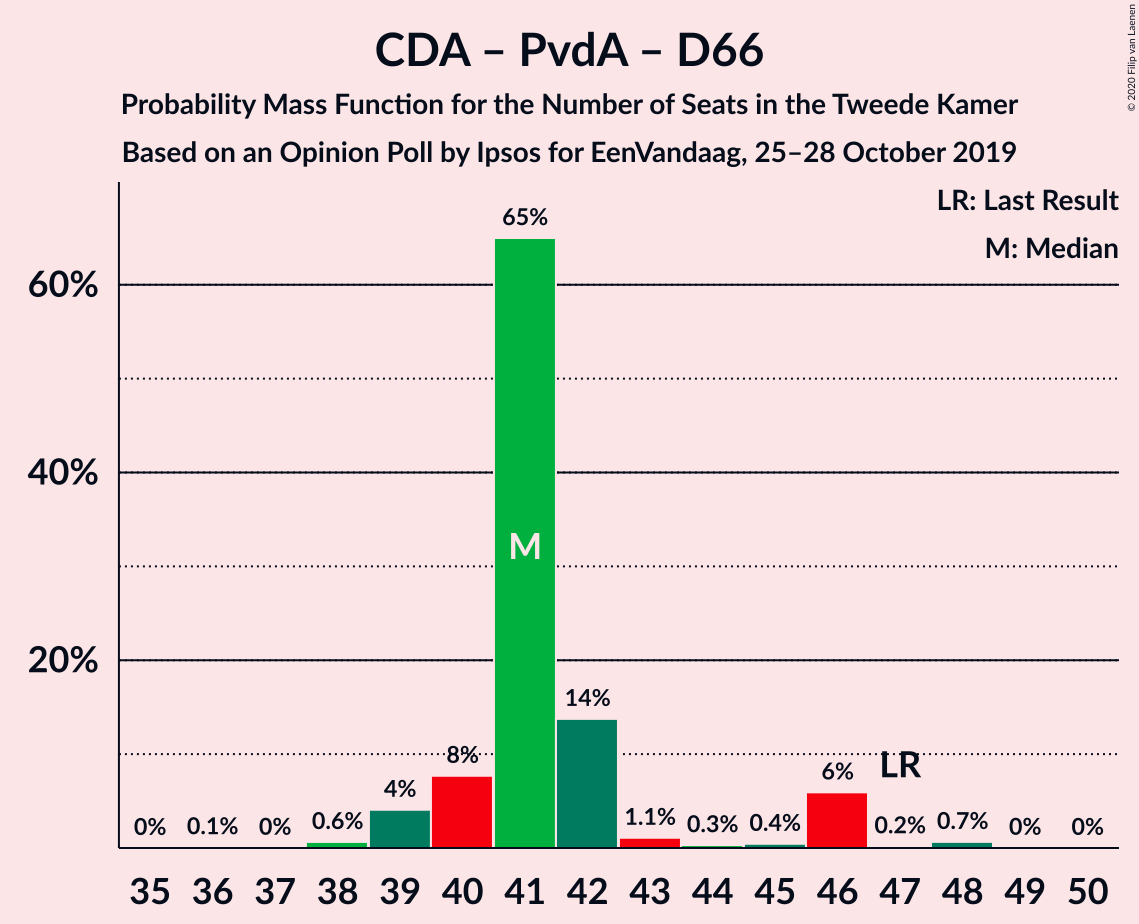 CDA – PvdA – D66
Probability Mass Function for the Number of Seats in the Tweede Kamer
Based on an Opinion Poll by Ipsos for EenVandaag, 25–28 October 2019
© 2020 Filip van Laenen
LR: Last Result
M: Median
60%
40%
20%
0% 0.1% 0% 0.6% 4% 8% 65% 14% 1.1% 0.3% 0.4% 6% 0.2% 0.7% 0% 0%
M
LR
35 36 37 38 39 40 41 42 43 44 45 46 47 48 49 50